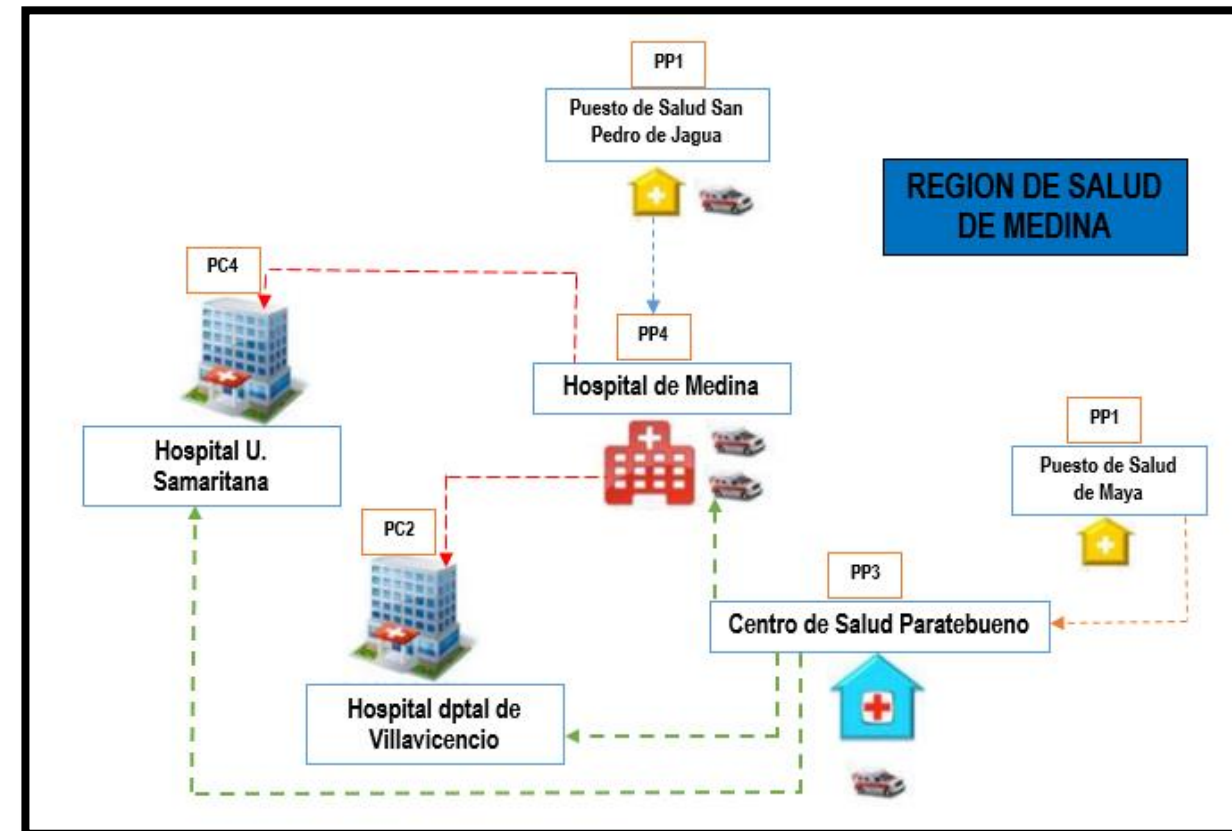 PP1
Puesto de Salud San
Pedro de Jagua
REGION DE SALUD
DE MEDINA
PC4
Hospital U.
Samaritana
PP4
Hospital de Medina
PP1
Puesto de Salud
de Maya
PC2
Hospital dptal de
Villavicencio
PP3
Centro de Salud Paratebueno